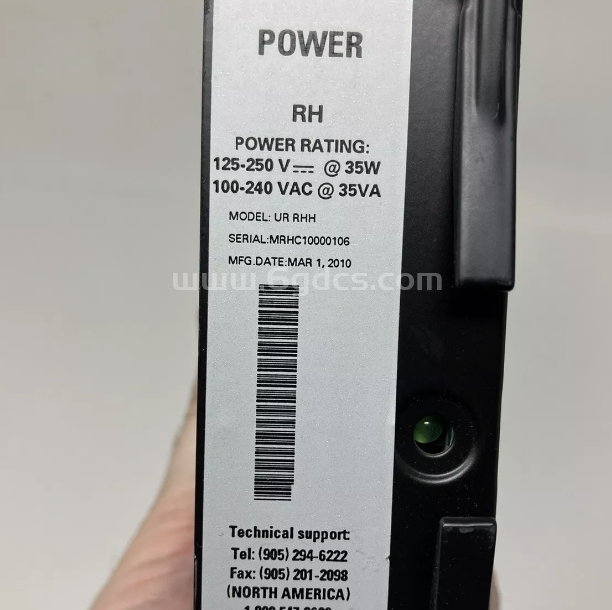 POWER
RH
POWER RATING:
125-250 V ⎓ @ 35W
100-240 VAC @ 35VA
MODEL: UR RHH
SERIAL:MRHC10000106
MFG.DATE:MAR 1, 2010
www.6gdcs.com
Technical support:
Tel: (905) 294-6222
Fax: (905) 201-2098
(NORTH AMERICA)